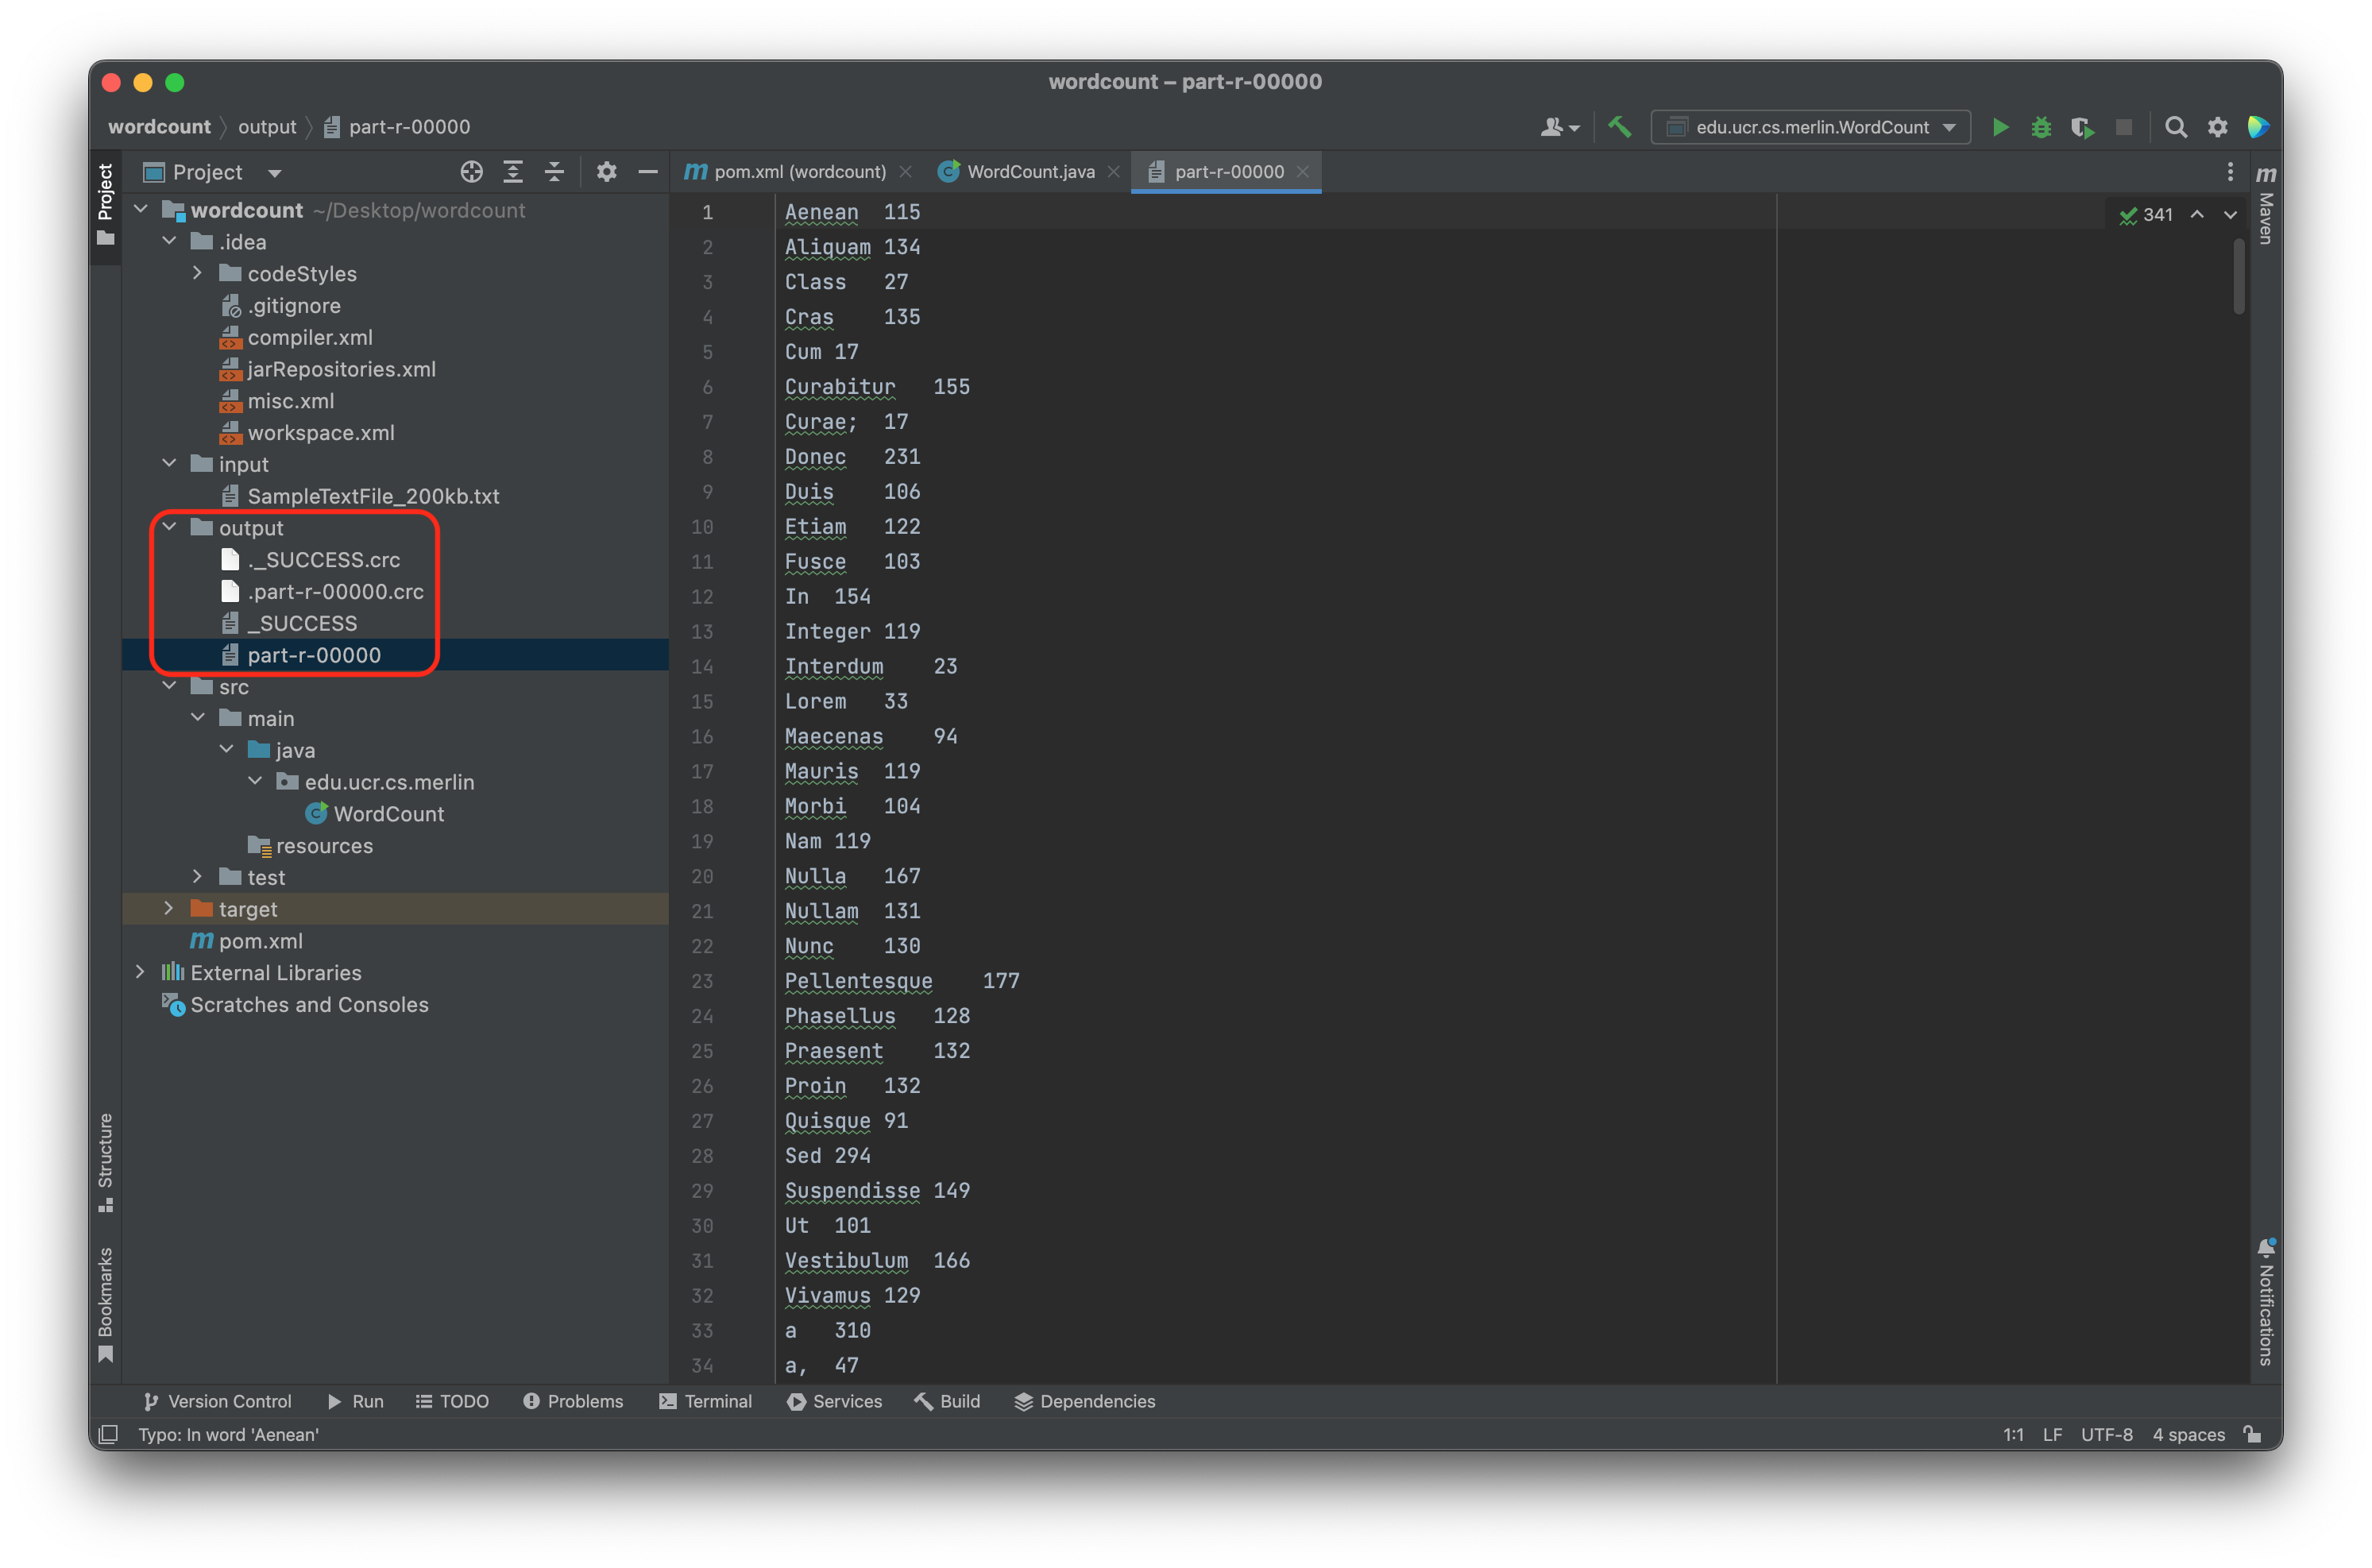 wordcount – part-r-00000
wordcount output part-r-00000
edu.ucr.cs.merlin.WordCount
Project
Project
pom.xml (wordcount)
WordCount.java
part-r-00000
Maven
341
wordcount ~/Desktop/wordcount
.idea
codeStyles
.gitignore
compiler.xml
jarRepositories.xml
misc.xml
workspace.xml
input
SampleTextFile_200kb.txt
output
._SUCCESS.crc
.part-r-00000.crc
_SUCCESS
part-r-00000
src
main
java
edu.ucr.cs.merlin
WordCount
resources
test
target
pom.xml
External Libraries
Scratches and Consoles
Structure
Bookmarks
1 Aenean 115
2 Aliquam 134
3 Class 27
4 Cras 135
5 Cum 17
6 Curabitur 155
7 Curae; 17
8 Donec 231
9 Duis 106
10 Etiam 122
11 Fusce 103
12 In 154
13 Integer 119
14 Interdum 23
15 Lorem 33
16 Maecenas 94
17 Mauris 119
18 Morbi 104
19 Nam 119
20 Nulla 167
21 Nullam 131
22 Nunc 130
23 Pellentesque 177
24 Phasellus 128
25 Praesent 132
26 Proin 132
27 Quisque 91
28 Sed 294
29 Suspendisse 149
30 Ut 101
31 Vestibulum 166
32 Vivamus 129
33 a 310
34 a, 47
Notifications
Version Control Run TODO Problems Terminal Services Build Dependencies
Typo: In word 'Aenean'
1:1 LF UTF-8 4 spaces